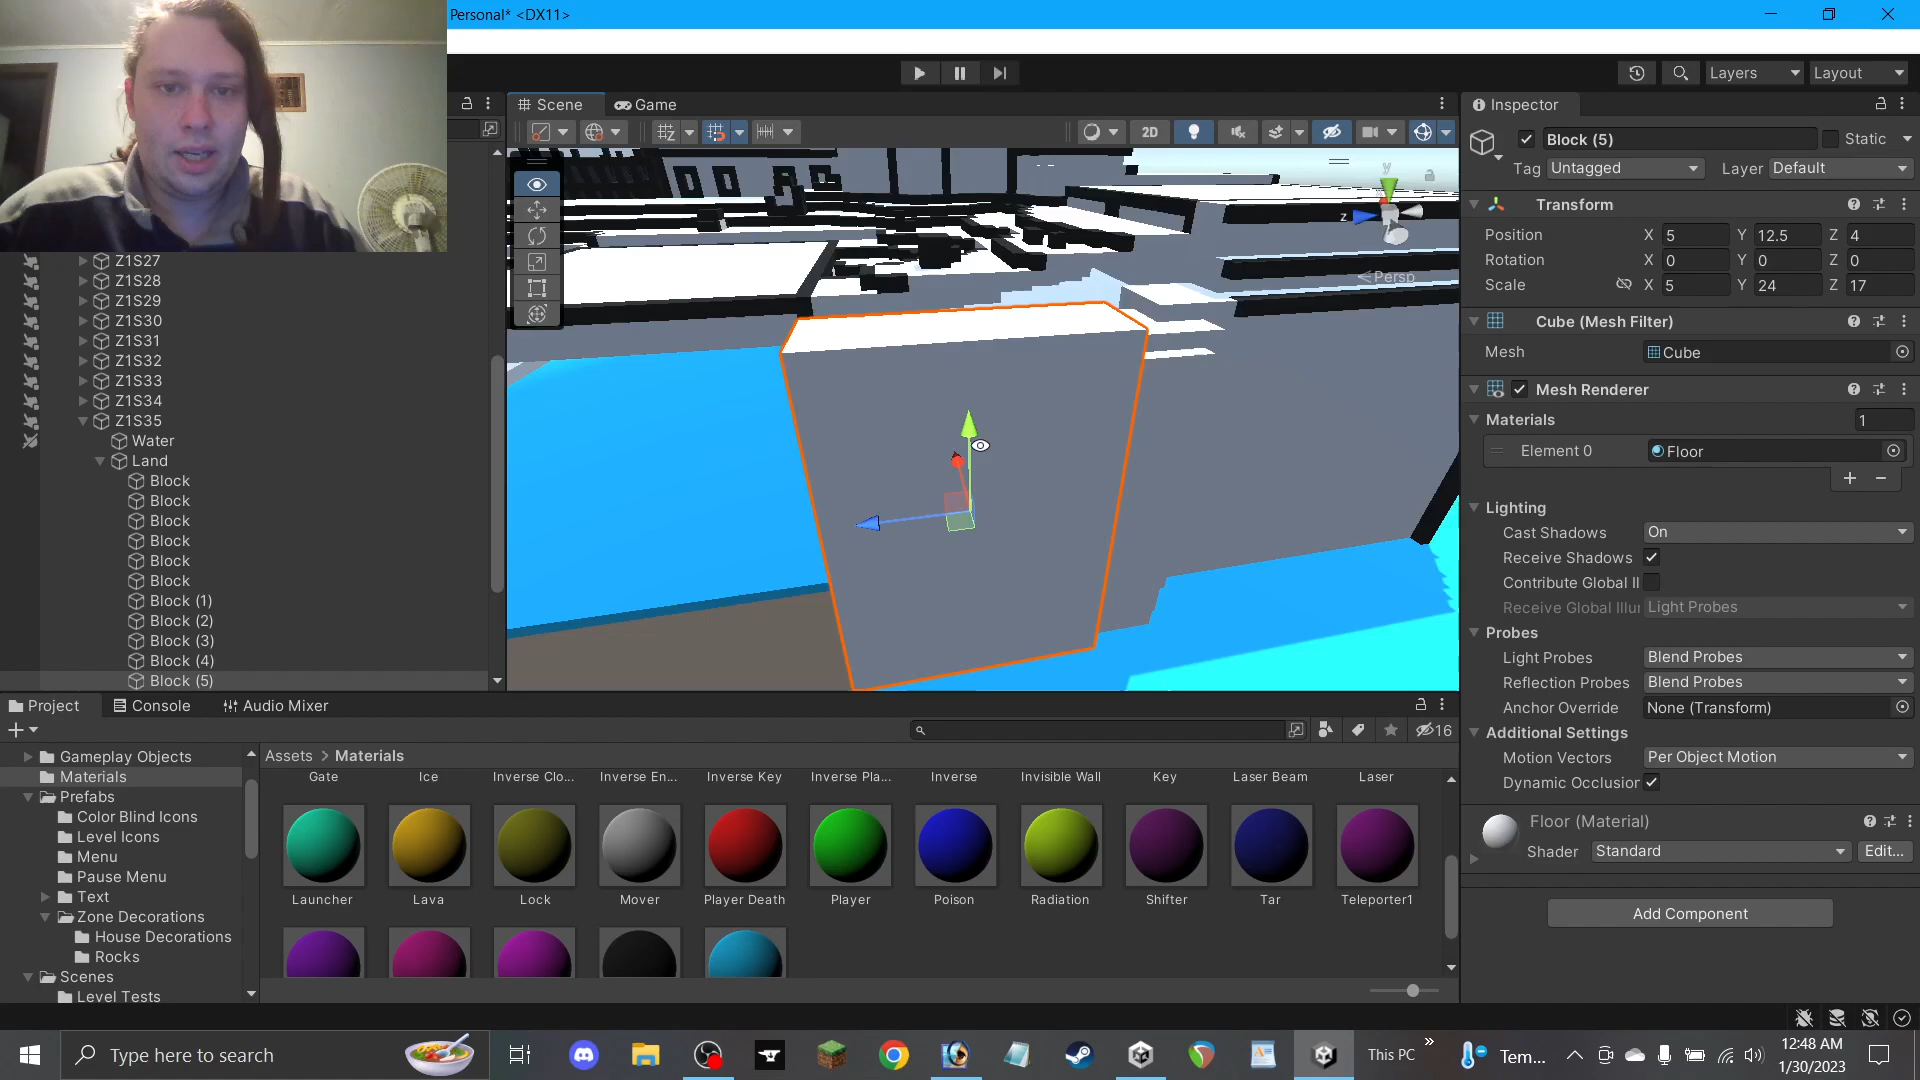 Personal* <DX11>
Layers
Layout
Scene
Game
Inspector
2D
Block (5)
Static
Tag Untagged
Layer Default
Transform
Position X 5 Y 12.5 Z 4
Rotation X 0 Y 0 Z 0
Scale X 5 Y 24 Z 17
y
z
Persp
Cube (Mesh Filter)
Mesh Cube
Mesh Renderer
Materials 1
Element 0 Floor
Lighting
Cast Shadows On
Receive Shadows
Contribute Global Il
Receive Global Illur Light Probes
Probes
Light Probes Blend Probes
Reflection Probes Blend Probes
Anchor Override None (Transform)
Additional Settings
Motion Vectors Per Object Motion
Dynamic Occlusion
Floor (Material)
Shader Standard Edit...
Add Component
Z1S27
Z1S28
Z1S29
Z1S30
Z1S31
Z1S32
Z1S33
Z1S34
Z1S35
Water
Land
Block
Block
Block
Block
Block
Block
Block (1)
Block (2)
Block (3)
Block (4)
Block (5)
Project
Console
Audio Mixer
16
Gameplay Objects
Materials
Prefabs
Color Blind Icons
Level Icons
Menu
Pause Menu
Text
Zone Decorations
House Decorations
Rocks
Scenes
Level Tests
Assets > Materials
Gate Ice Inverse Clo... Inverse En... Inverse Key Inverse Pla... Inverse Invisible Wall Key Laser Beam Laser
Launcher Lava Lock Mover Player Death Player Poison Radiation Shifter Tar Teleporter1
Type here to search
This PC
Tem...
12:48 AM
1/30/2023